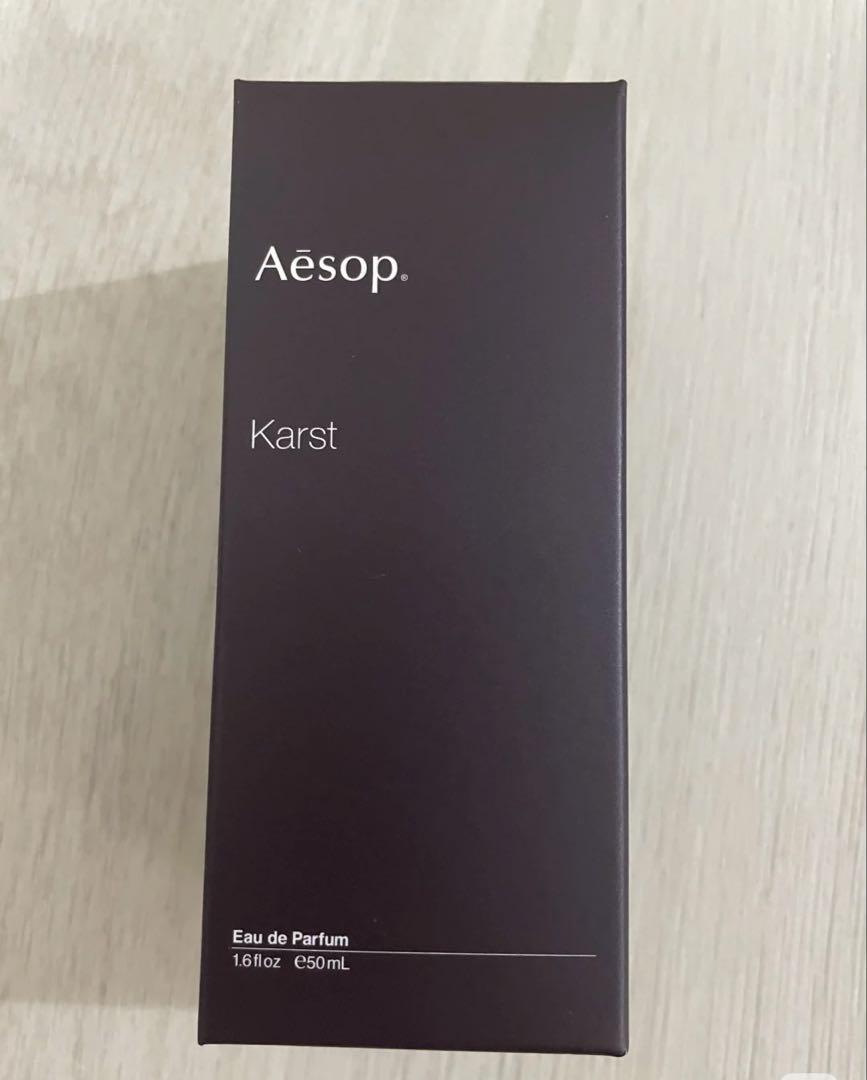 Aēsop®
Karst
Eau de Parfum
1.6 fl oz ℮50 mL